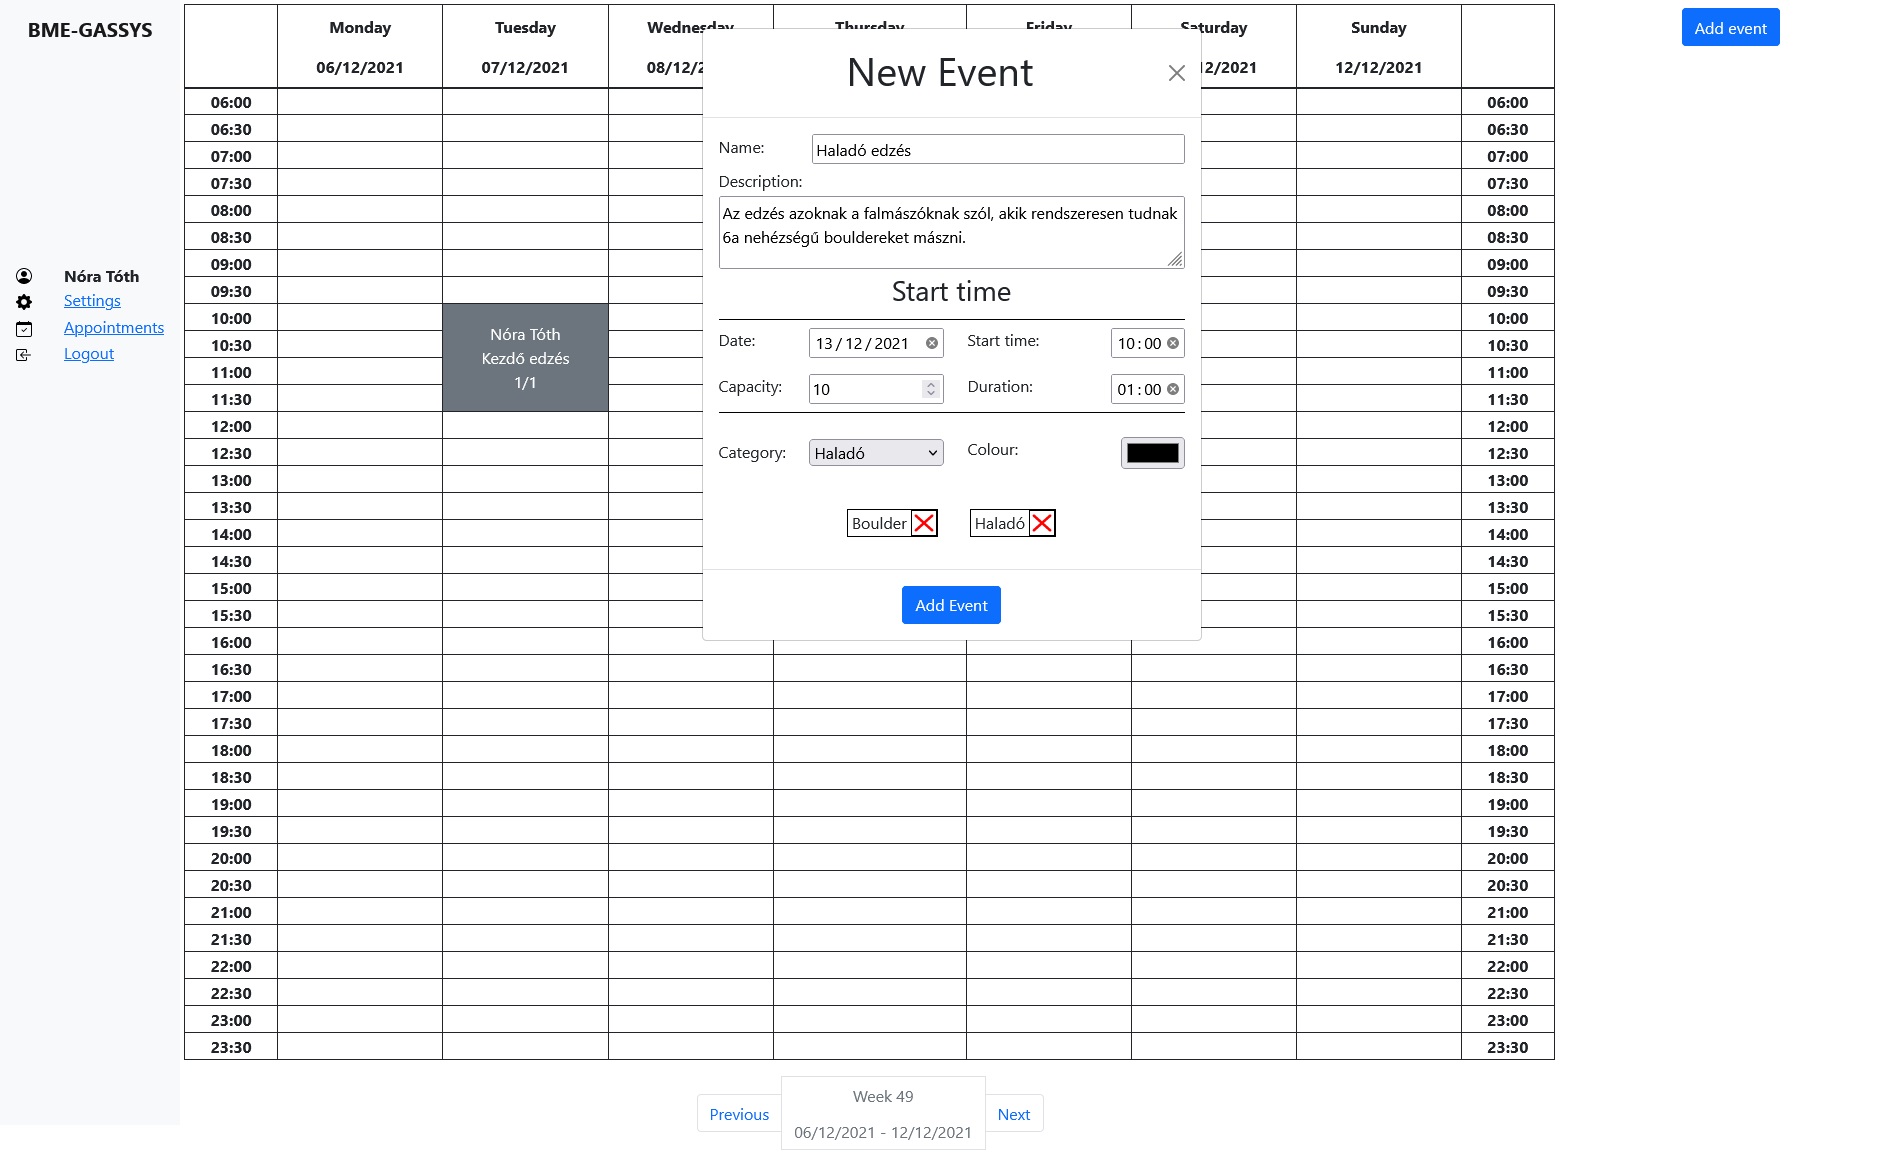 BME-GASSYS
Nóra Tóth
Settings
Appointments
Logout
Monday Tuesday Wednesday Thursday Friday Saturday Sunday
06/12/2021 07/12/2021 08/12/2 12/2021 12/12/2021
Add event
06:00 06:00
06:30 06:30
07:00 07:00
07:30 07:30
08:00 08:00
08:30 08:30
09:00 09:00
09:30 09:30
10:00 10:00
10:30 10:30
11:00 11:00
11:30 11:30
12:00 12:00
12:30 12:30
13:00 13:00
13:30 13:30
14:00 14:00
14:30 14:30
15:00 15:00
15:30 15:30
16:00 16:00
16:30 16:30
17:00 17:00
17:30 17:30
18:00 18:00
18:30 18:30
19:00 19:00
19:30 19:30
20:00 20:00
20:30 20:30
21:00 21:00
21:30 21:30
22:00 22:00
22:30 22:30
23:00 23:00
23:30 23:30
Nóra Tóth
Kezdő edzés
1/1
New Event
Name: Haladó edzés
Description:
Az edzés azoknak a falmászóknak szól, akik rendszeresen tudnak
6a nehézségű bouldereket mászni.
Start time
Date: 13/12/2021 Start time: 10:00
Capacity: 10 Duration: 01:00
Category: Haladó Colour:
Boulder Haladó
Add Event
Previous
Week 49
06/12/2021 - 12/12/2021
Next